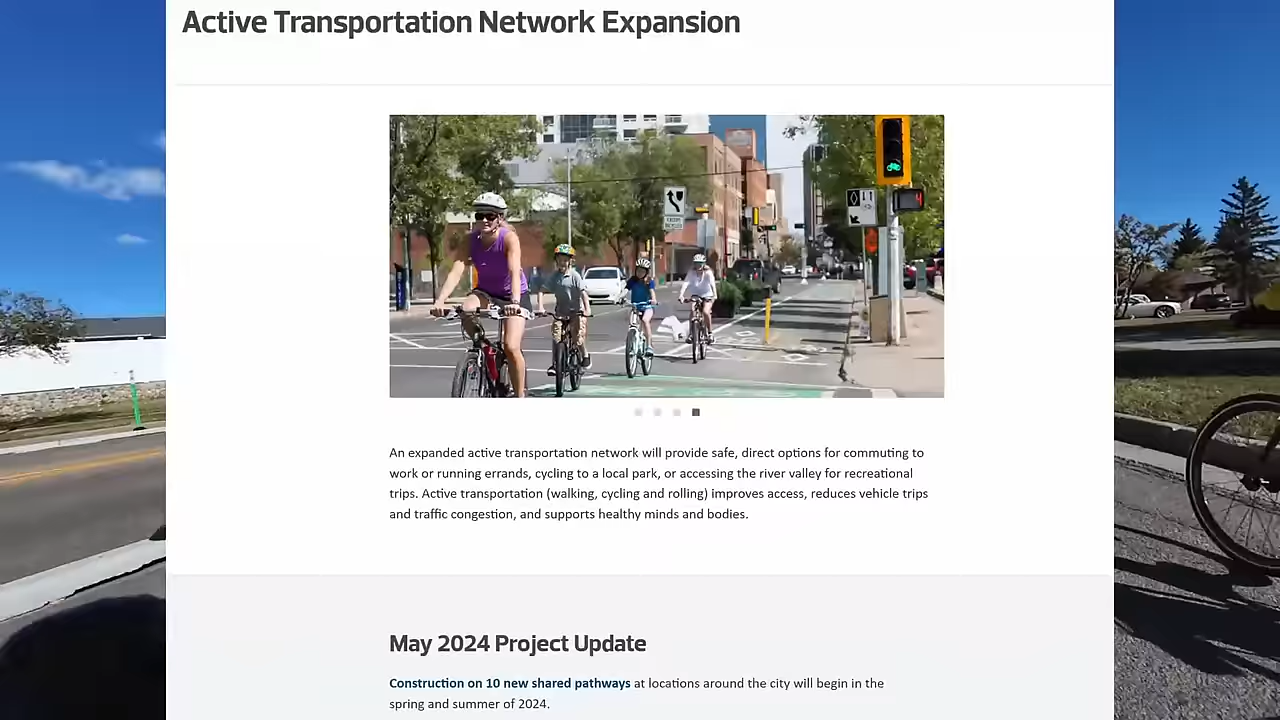 Active Transportation Network Expansion
An expanded active transportation network will provide safe, direct options for commuting to
work or running errands, cycling to a local park, or accessing the river valley for recreational
trips. Active transportation (walking, cycling and rolling) improves access, reduces vehicle trips
and traffic congestion, and supports healthy minds and bodies.
May 2024 Project Update
Construction on 10 new shared pathways at locations around the city will begin in the
spring and summer of 2024.